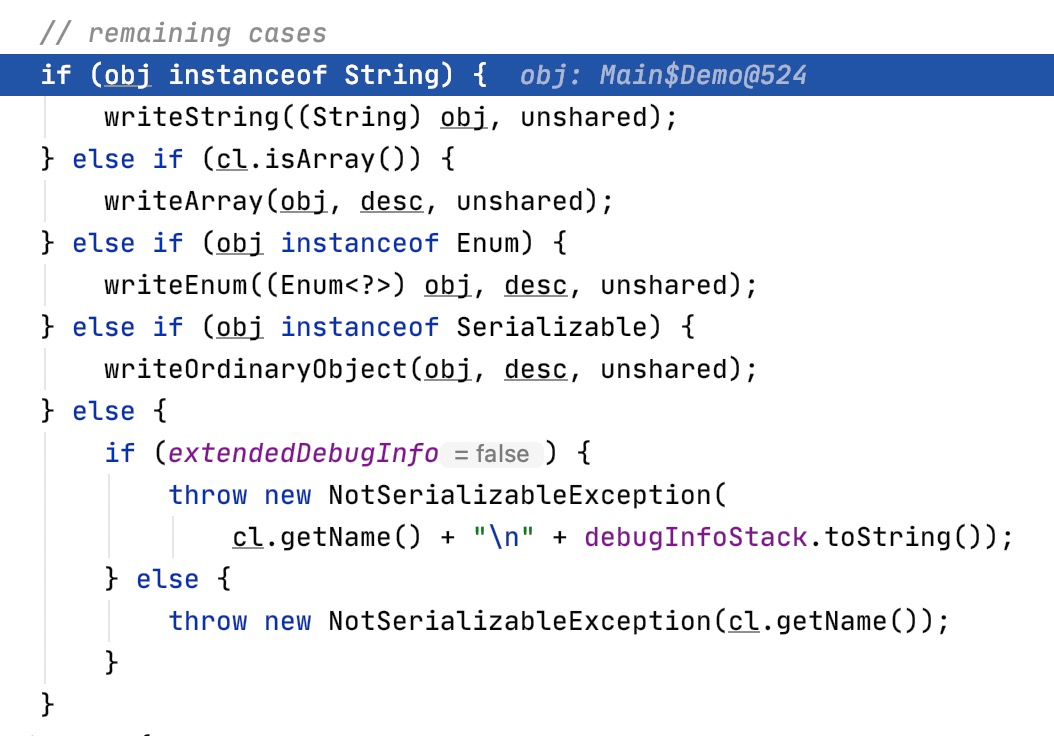 // remaining cases
if (obj instanceof String) {  obj: Main$Demo@524
    writeString((String) obj, unshared);
} else if (cl.isArray()) {
    writeArray(obj, desc, unshared);
} else if (obj instanceof Enum) {
    writeEnum((Enum<?>) obj, desc, unshared);
} else if (obj instanceof Serializable) {
    writeOrdinaryObject(obj, desc, unshared);
} else {
    if (extendedDebugInfo = false ) {
        throw new NotSerializableException(
            cl.getName() + "\n" + debugInfoStack.toString());
    } else {
        throw new NotSerializableException(cl.getName());
    }
}